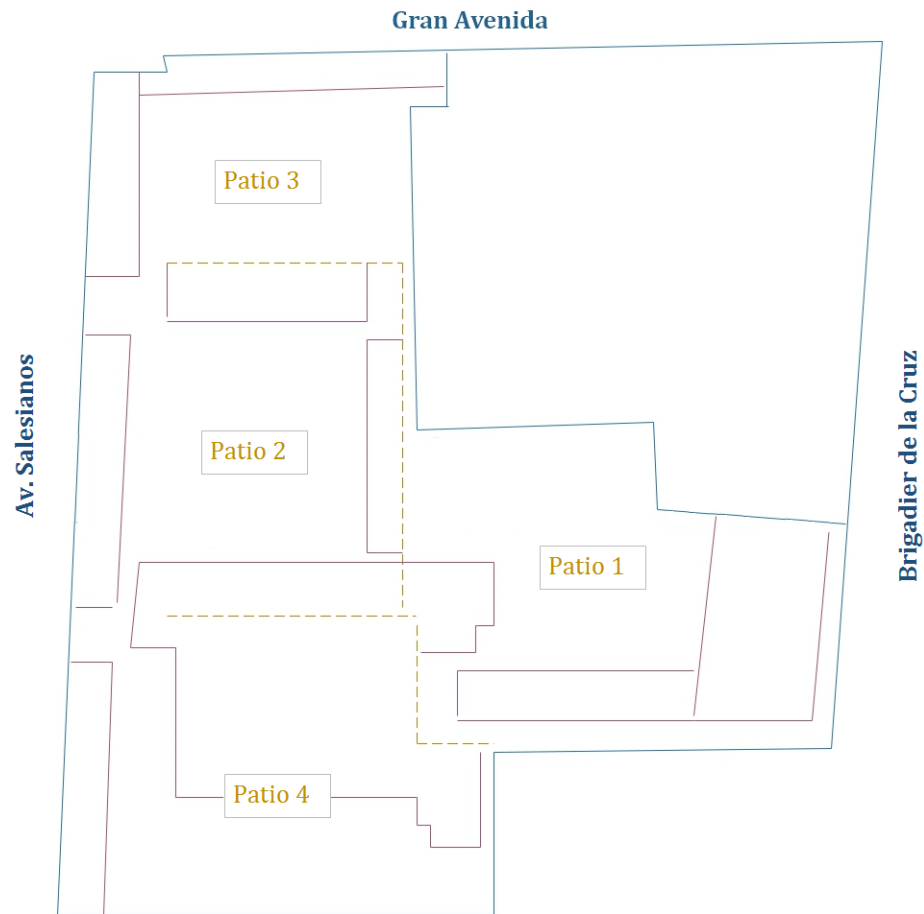 Gran Avenida
Patio 3
Av. Salesianos
Patio 2
Brigadier de la Cruz
Patio 1
Patio 4